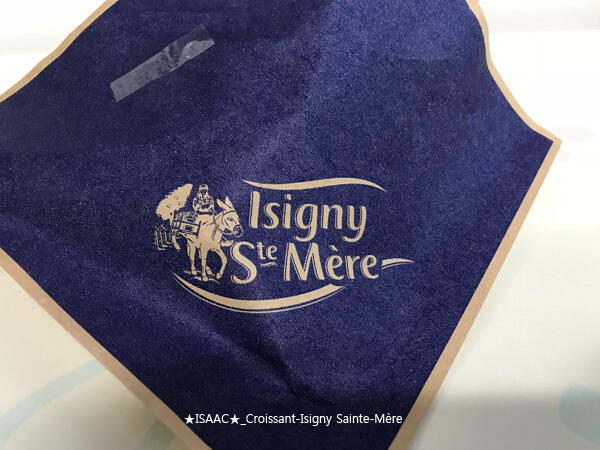 Isigny
Ste Mère
★ISAAC★_Croissant-Isigny Sainte-Mère